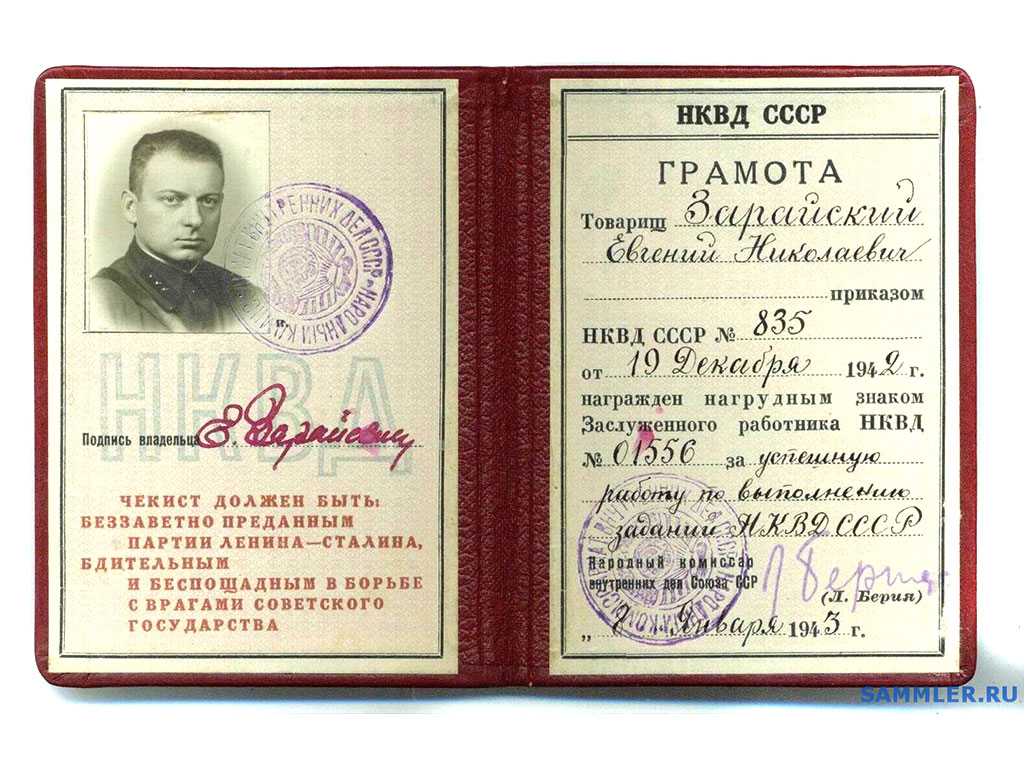 НКВД
Подпись владельца Е. Зарайский
ЧЕКИСТ ДОЛЖЕН БЫТЬ:
БЕЗЗАВЕТНО ПРЕДАННЫМ
ПАРТИИ ЛЕНИНА—СТАЛИНА,
БДИТЕЛЬНЫМ
И БЕСПОЩАДНЫМ В БОРЬБЕ
С ВРАГАМИ СОВЕТСКОГО
ГОСУДАРСТВА
НКВД СССР
ГРАМОТА
Товарищ Зарайский
Евгений Николаевич
приказом
НКВД СССР № 835
от 19 Декабря 1942 г.
награжден нагрудным знаком
Заслуженного работника НКВД
№ 01556 за успешную
работу по выполнению
заданий НКВД СССР
Народный комиссар
внутренних дел Союза ССР
Л Берия
(Л. Берия)
„ 7 " Января 1943 г.
SAMMLER.RU